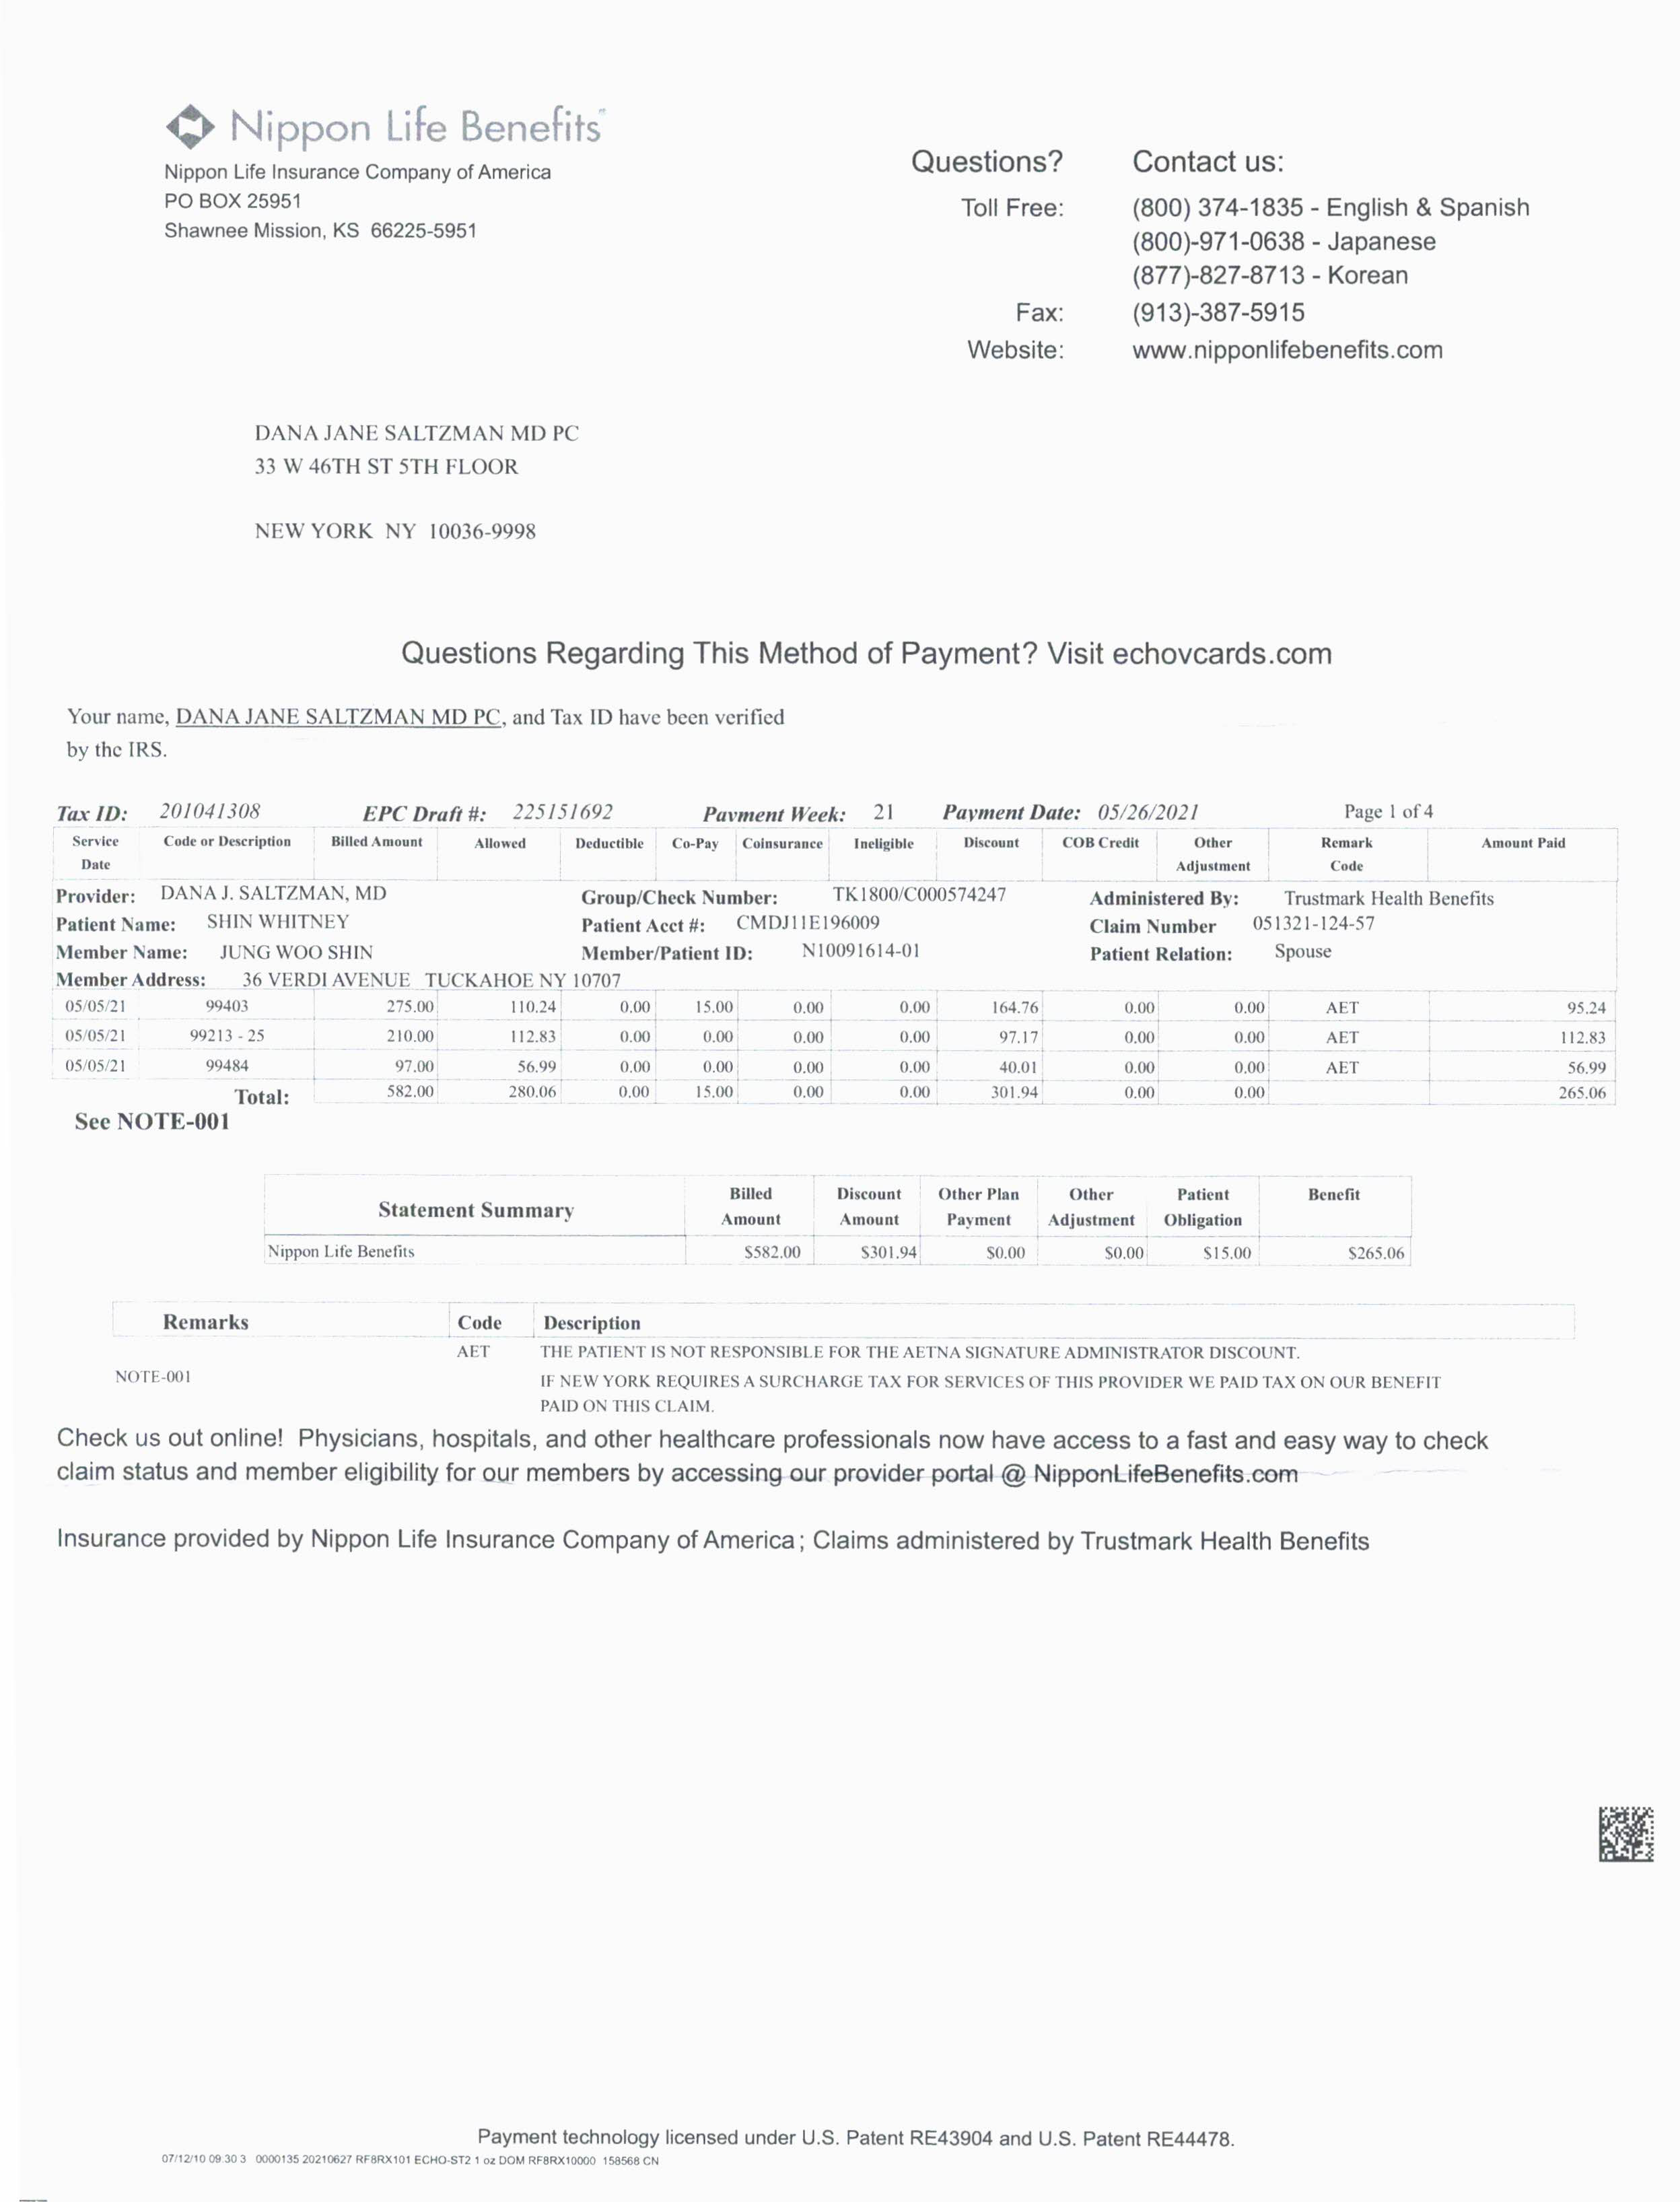 Nippon Life Benefits
Nippon Life Insurance Company of America
PO BOX 25951
Shawnee Mission, KS 66225-5951
Questions? Contact us:
Toll Free: (800) 374-1835 - English & Spanish
(800)-971-0638 - Japanese
(877)-827-8713 - Korean
Fax: (913)-387-5915
Website: www.nipponlifebenefits.com
DANA JANE SALTZMAN MD PC
33 W 46TH ST 5TH FLOOR
NEW YORK NY 10036-9998
Questions Regarding This Method of Payment? Visit echovcards.com
Your name, DANA JANE SALTZMAN MD PC, and Tax ID have been verified
by the IRS.
Tax ID: 201041308 EPC Draft #: 225151692 Payment Week: 21 Payment Date: 05/26/2021 Page 1 of 4
Service Date Code or Description Billed Amount Allowed Deductible Co-Pay Coinsurance Ineligible Discount COB Credit Other Adjustment Remark Code Amount Paid
Provider: DANA J. SALTZMAN, MD Group/Check Number: TK1800/C000574247 Administered By: Trustmark Health Benefits
Patient Name: SHIN WHITNEY Patient Acct #: CMDJ11E196009 Claim Number 051321-124-57
Member Name: JUNG WOO SHIN Member/Patient ID: N10091614-01 Patient Relation: Spouse
Member Address: 36 VERDI AVENUE TUCKAHOE NY 10707
05/05/21 99403 275.00 110.24 0.00 15.00 0.00 0.00 164.76 0.00 0.00 AET 95.24
05/05/21 99213 - 25 210.00 112.83 0.00 0.00 0.00 0.00 97.17 0.00 0.00 AET 112.83
05/05/21 99484 97.00 56.99 0.00 0.00 0.00 0.00 40.01 0.00 0.00 AET 56.99
Total: 582.00 280.06 0.00 15.00 0.00 0.00 301.94 0.00 0.00 265.06
See NOTE-001
Statement Summary Billed Amount Discount Amount Other Plan Payment Other Adjustment Patient Obligation Benefit
Nippon Life Benefits $582.00 $301.94 $0.00 $0.00 $15.00 $265.06
Remarks Code Description
AET THE PATIENT IS NOT RESPONSIBLE FOR THE AETNA SIGNATURE ADMINISTRATOR DISCOUNT.
NOTE-001 IF NEW YORK REQUIRES A SURCHARGE TAX FOR SERVICES OF THIS PROVIDER WE PAID TAX ON OUR BENEFIT
PAID ON THIS CLAIM.
Check us out online! Physicians, hospitals, and other healthcare professionals now have access to a fast and easy way to check
claim status and member eligibility for our members by accessing our provider portal @ NipponLifeBenefits.com
Insurance provided by Nippon Life Insurance Company of America; Claims administered by Trustmark Health Benefits
Payment technology licensed under U.S. Patent RE43904 and U.S. Patent RE44478.
07/12/10 09.30 3 0000135 20210627 RF8RX101 ECHO-ST2 1 oz DOM RF8RX10000 158568 CN